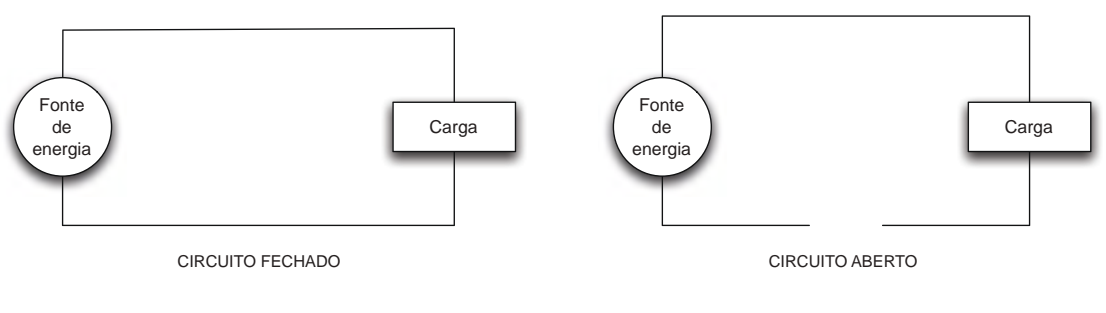 Fonte
de
energia
Carga
CIRCUITO FECHADO
Fonte
de
energia
Carga
CIRCUITO ABERTO